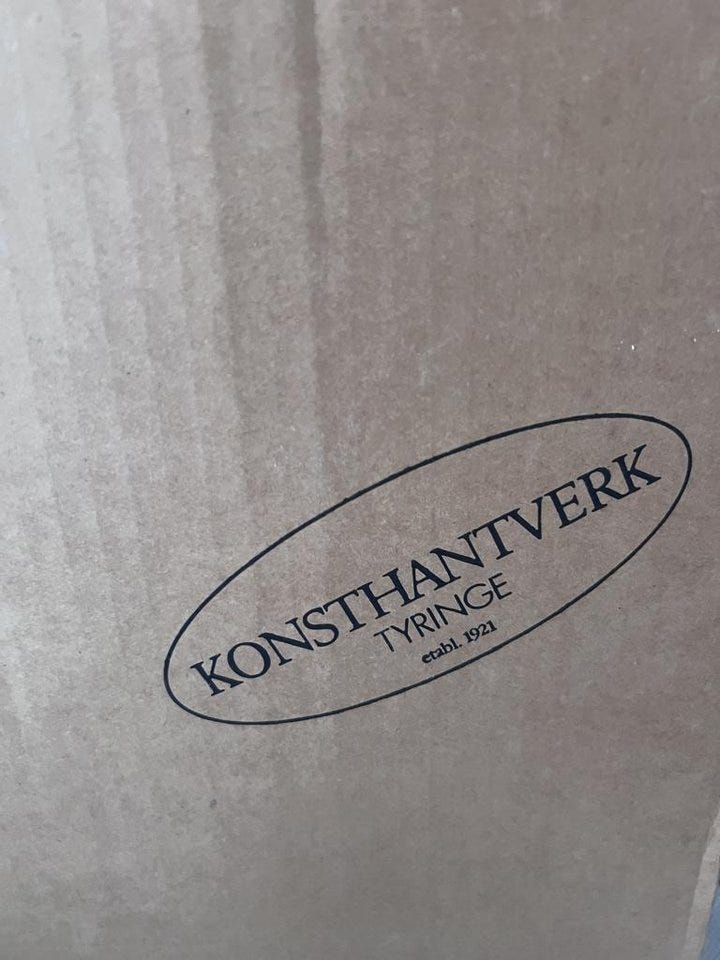 KONSTHANTVERK
TYRINGE
etabl. 1921